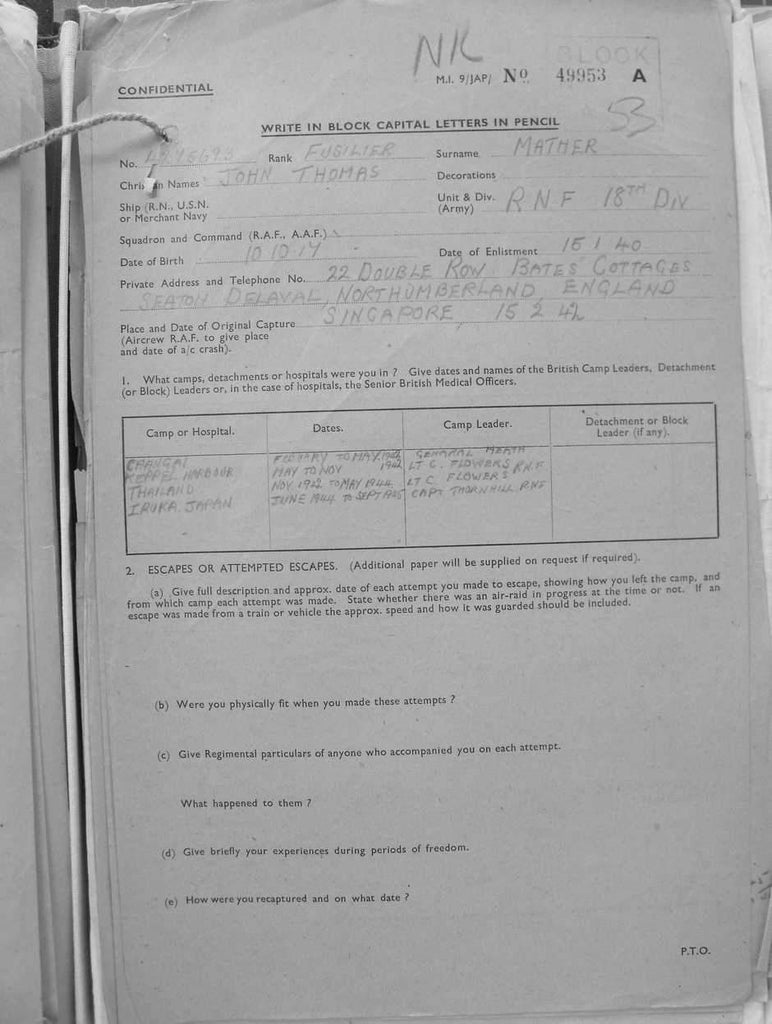 NK
BLOCK
CONFIDENTIAL
M.I. 9/JAP/ No. 49953 A
53
WRITE IN BLOCK CAPITAL LETTERS IN PENCIL
No. Rank FUSILIER Surname MATHER
Christian Names JOHN THOMAS Decorations
Ship (R.N., U.S.N. or Merchant Navy
Unit & Div. (Army) RNF 18TH DIV
Squadron and Command (R.A.F., A.A.F.)
Date of Birth 10 10 Date of Enlistment 15 1 40
Private Address and Telephone No. 22 DOUBLE ROW BATES COTTAGES
SEATON DELAVAL, NORTHUMBERLAND ENGLAND
Place and Date of Original Capture SINGAPORE 15 2 42
(Aircrew R.A.F. to give place
and date of a/c crash).
1. What camps, detachments or hospitals were you in ? Give dates and names of the British Camp Leaders, Detachment
(or Block) Leaders or, in the case of hospitals, the Senior British Medical Officers.
Camp or Hospital. Dates. Camp Leader. Detachment or Block Leader (if any).
CHANGAI FEBUARY TO MAY 1942 GENARAL HEATH
KEPPEL HARBOUR MAY TO NOV 1942 LT C. FLOWERS R.N.F
THAILAND NOV 1942 TO MAY 1944 LT C. FLOWERS
IRUKA JAPAN JUNE 1944 TO SEPT 1945 CAPT THORNHILL RNF
2. ESCAPES OR ATTEMPTED ESCAPES. (Additional paper will be supplied on request if required).
(a) Give full description and approx. date of each attempt you made to escape, showing how you left the camp, and
from which camp each attempt was made. State whether there was an air-raid in progress at the time or not. If an
escape was made from a train or vehicle the approx. speed and how it was guarded should be included.
(b) Were you physically fit when you made these attempts ?
(c) Give Regimental particulars of anyone who accompanied you on each attempt.
What happened to them ?
(d) Give briefly your experiences during periods of freedom.
(e) How were you recaptured and on what date ?
P.T.O.